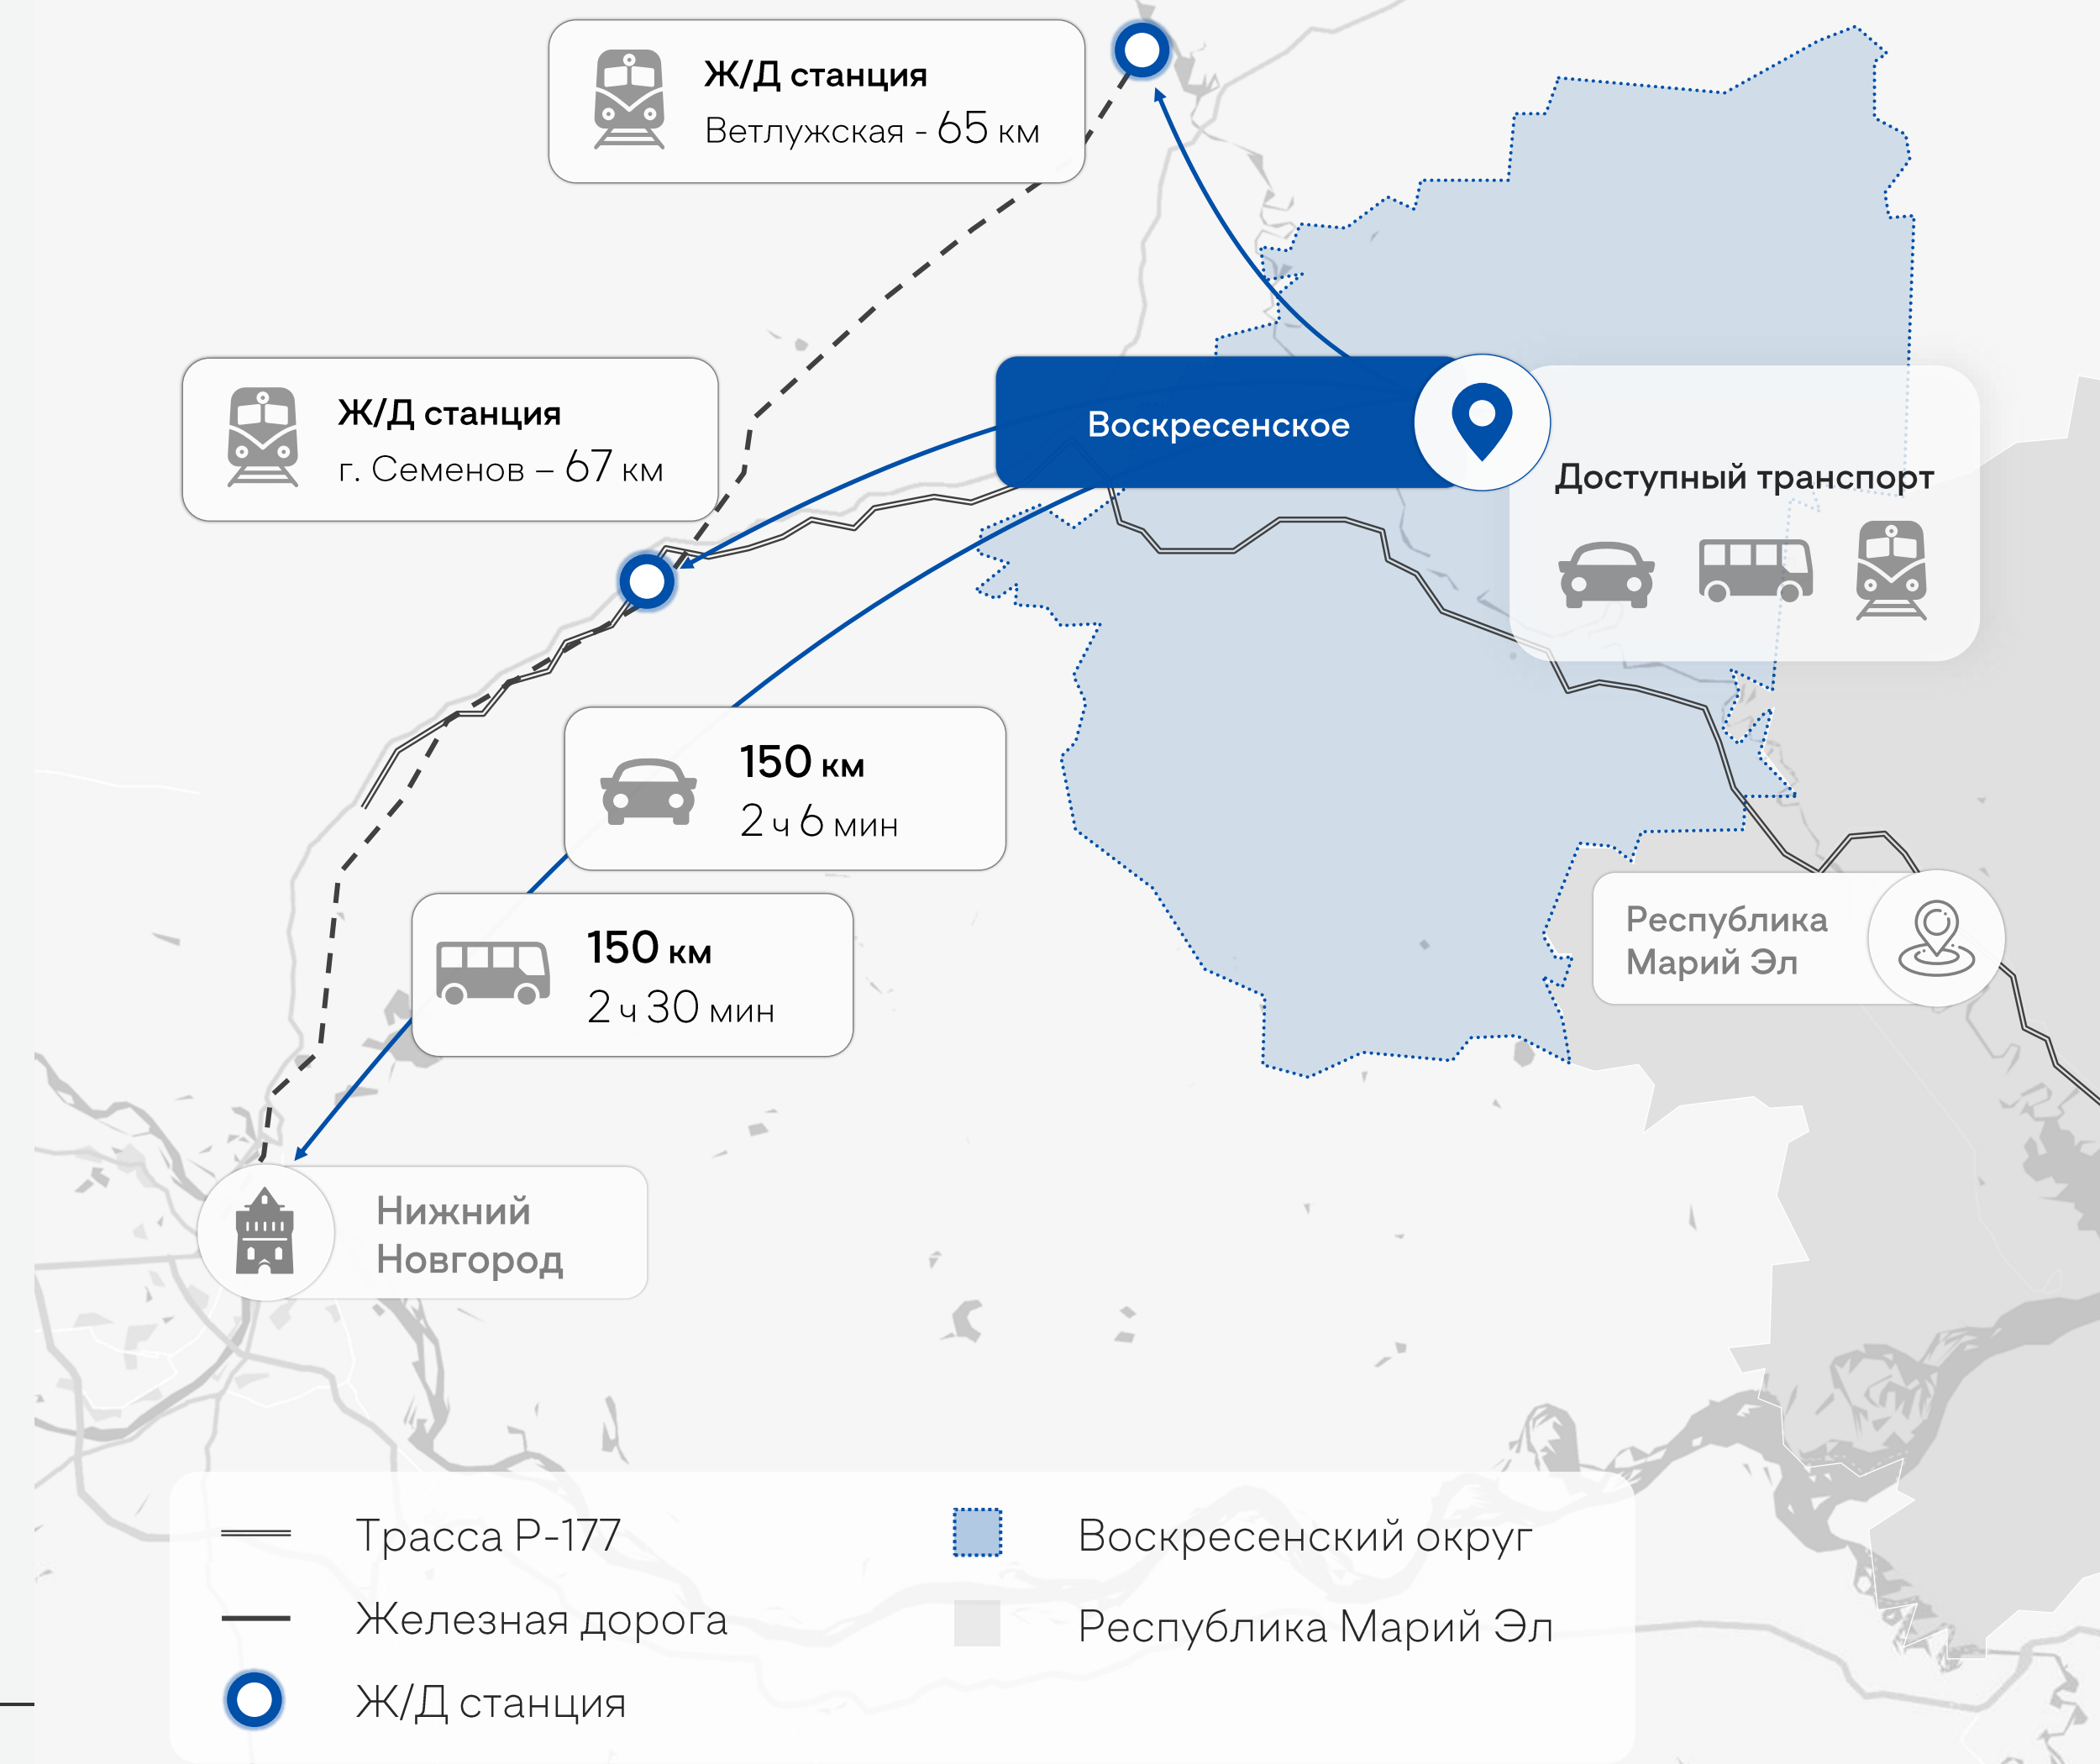 Ж/Д станция
Ветлужская - 65 км
Ж/Д станция
г. Семенов – 67 км
Воскресенское
Доступный транспорт
150 км
2 ч 6 мин
150 км
2 ч 30 мин
Республика
Марий Эл
Нижний
Новгород
Трасса Р-177
Железная дорога
Ж/Д станция
Воскресенский округ
Республика Марий Эл